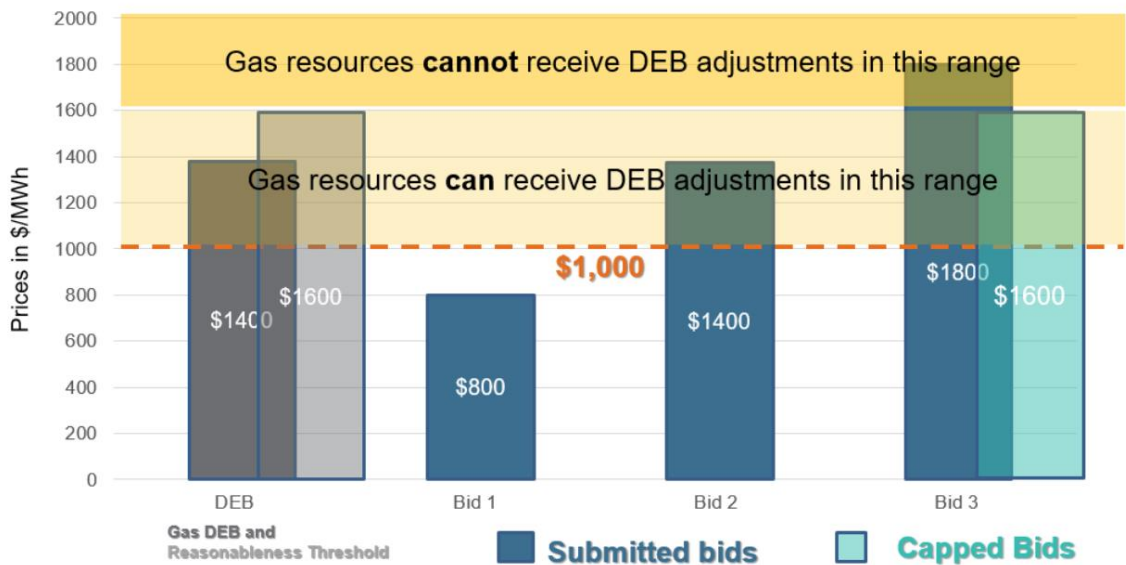 Prices in $/MWh
2000
1800
1600
1400
1200
1000
800
600
400
200
0
Gas resources cannot receive DEB adjustments in this range
Gas resources can receive DEB adjustments in this range
$1,000
$1400
$1600
$800
$1400
$1800
$1600
DEB
Bid 1
Bid 2
Bid 3
Gas DEB and
Reasonableness Threshold
Submitted bids
Capped Bids